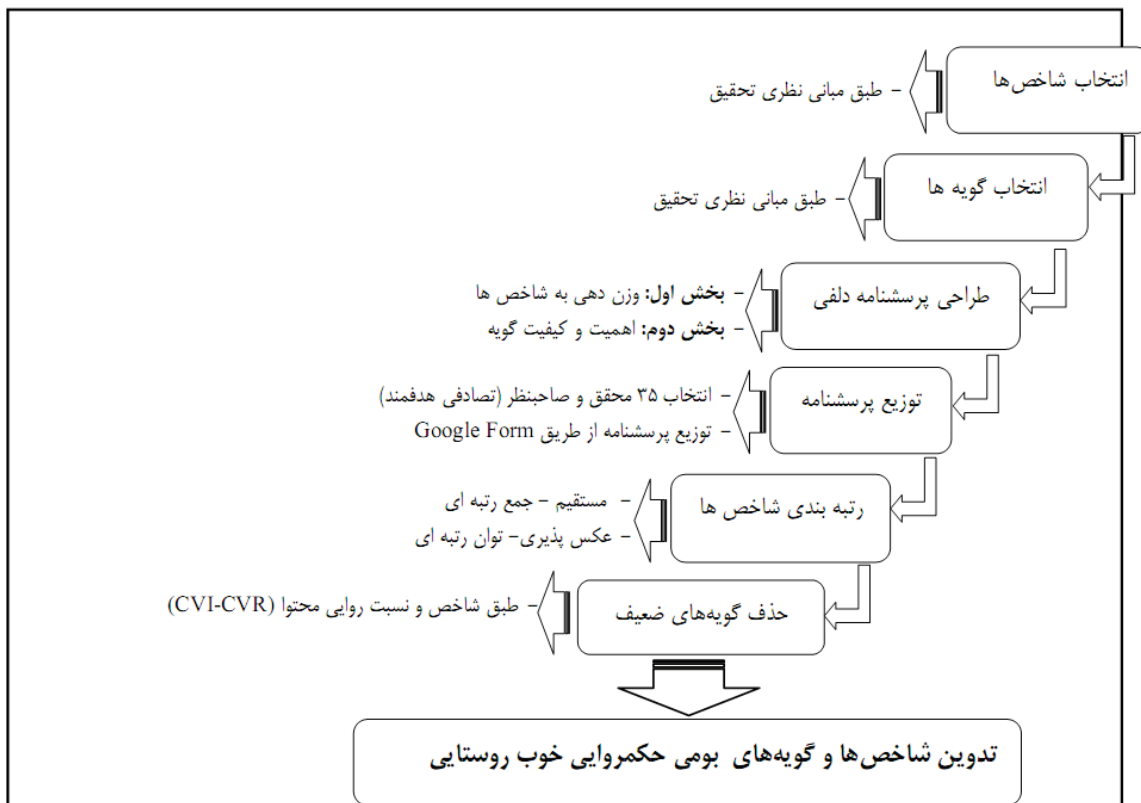 انتخاب شاخص‌ها
- طبق مبانی نظری تحقیق
انتخاب گویه ها
- طبق مبانی نظری تحقیق
طراحی پرسشنامه دلفی
- بخش اول: وزن دهی به شاخص ها
- بخش دوم: اهمیت و کیفیت گویه
توزیع پرسشنامه
- انتخاب ۳۵ محقق و صاحبنظر (تصادفی هدفمند)
- توزیع پرسشنامه از طریق Google Form
رتبه بندی شاخص ها
- مستقیم - جمع رتبه ای
- عکس پذیری- توان رتبه ای
حذف گویه‌های ضعیف
- طبق شاخص و نسبت روایی محتوا (CVI-CVR)
تدوین شاخص‌ها و گویه‌های بومی حکمروایی خوب روستایی